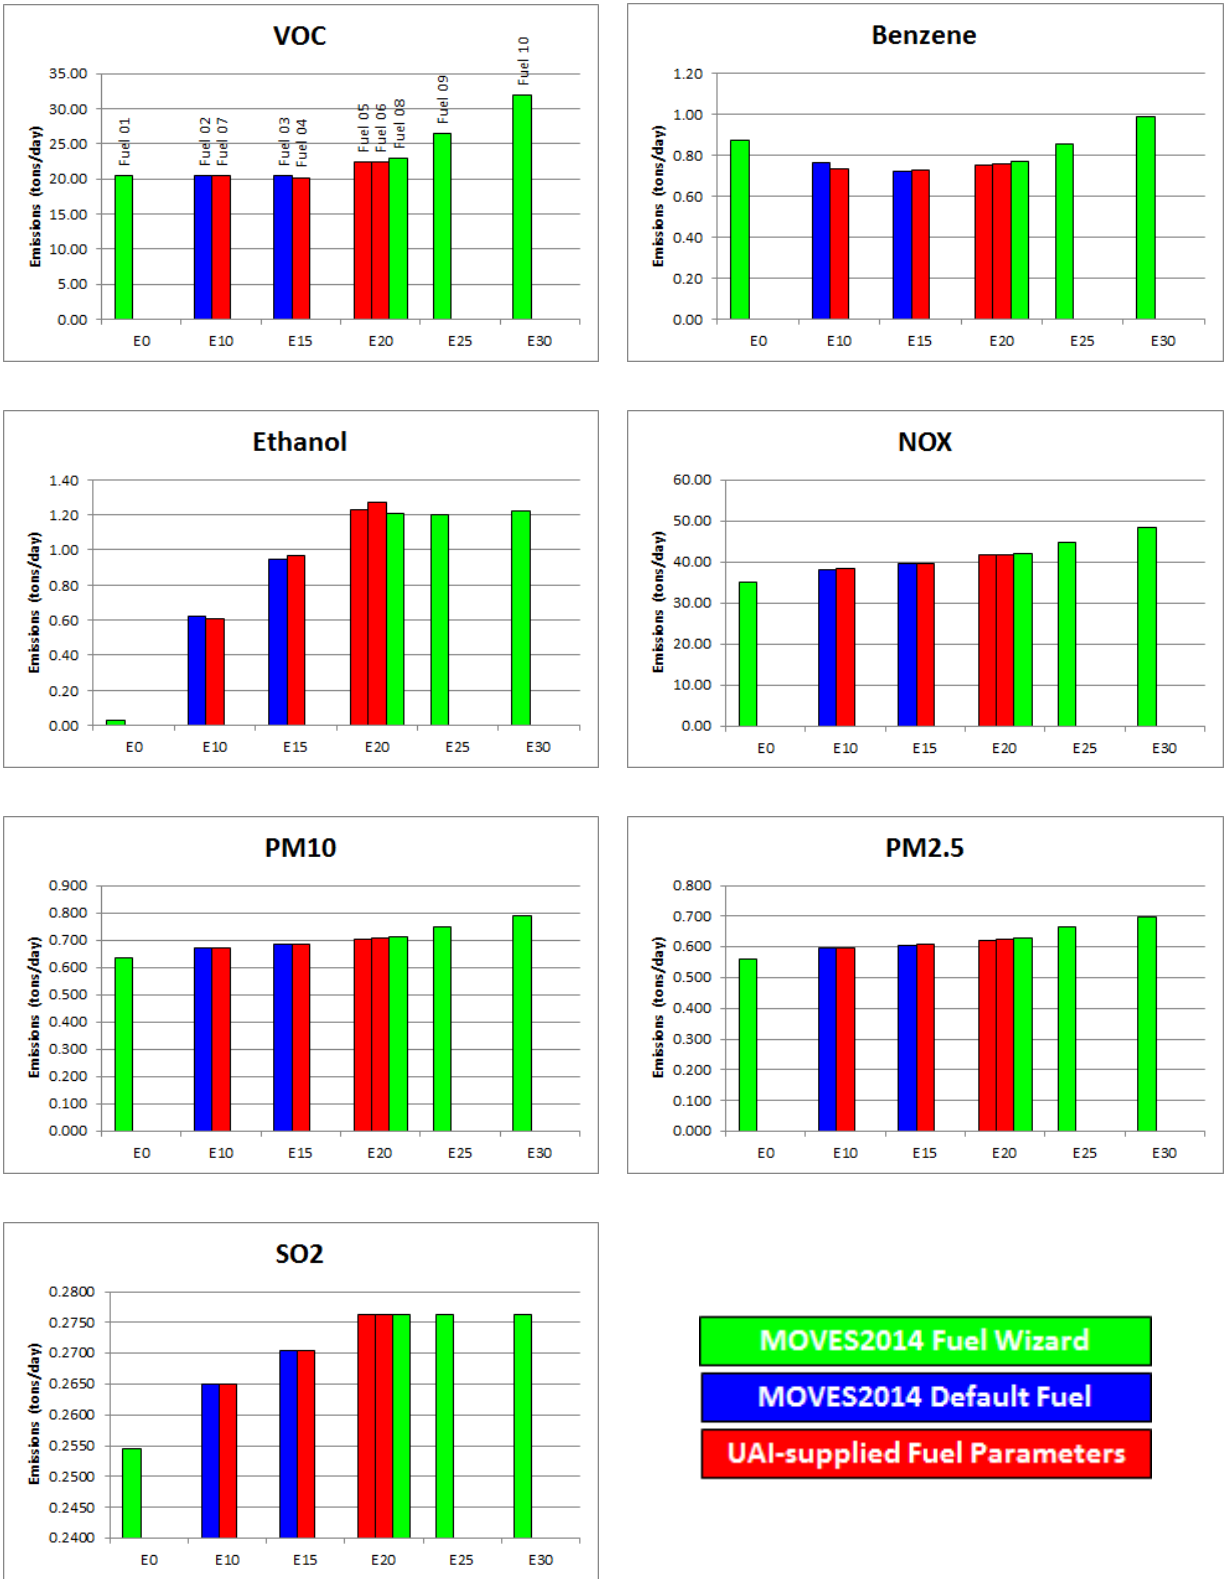 VOC
Emissions (tons/day)
35.00
30.00
25.00
20.00
15.00
10.00
5.00
0.00
Fuel 01
Fuel 02
Fuel 07
Fuel 03
Fuel 04
Fuel 05
Fuel 06
Fuel 08
Fuel 09
Fuel 10
E0 E10 E15 E20 E25 E30
Benzene
Emissions (tons/day)
1.20
1.00
0.80
0.60
0.40
0.20
0.00
E0 E10 E15 E20 E25 E30
Ethanol
Emissions (tons/day)
1.40
1.20
1.00
0.80
0.60
0.40
0.20
0.00
E0 E10 E15 E20 E25 E30
NOX
Emissions (tons/day)
60.00
50.00
40.00
30.00
20.00
10.00
0.00
E0 E10 E15 E20 E25 E30
PM10
Emissions (tons/day)
0.900
0.800
0.700
0.600
0.500
0.400
0.300
0.200
0.100
0.000
E0 E10 E15 E20 E25 E30
PM2.5
Emissions (tons/day)
0.800
0.700
0.600
0.500
0.400
0.300
0.200
0.100
0.000
E0 E10 E15 E20 E25 E30
SO2
Emissions (tons/day)
0.2800
0.2750
0.2700
0.2650
0.2600
0.2550
0.2500
0.2450
0.2400
E0 E10 E15 E20 E25 E30
MOVES2014 Fuel Wizard
MOVES2014 Default Fuel
UAI-supplied Fuel Parameters